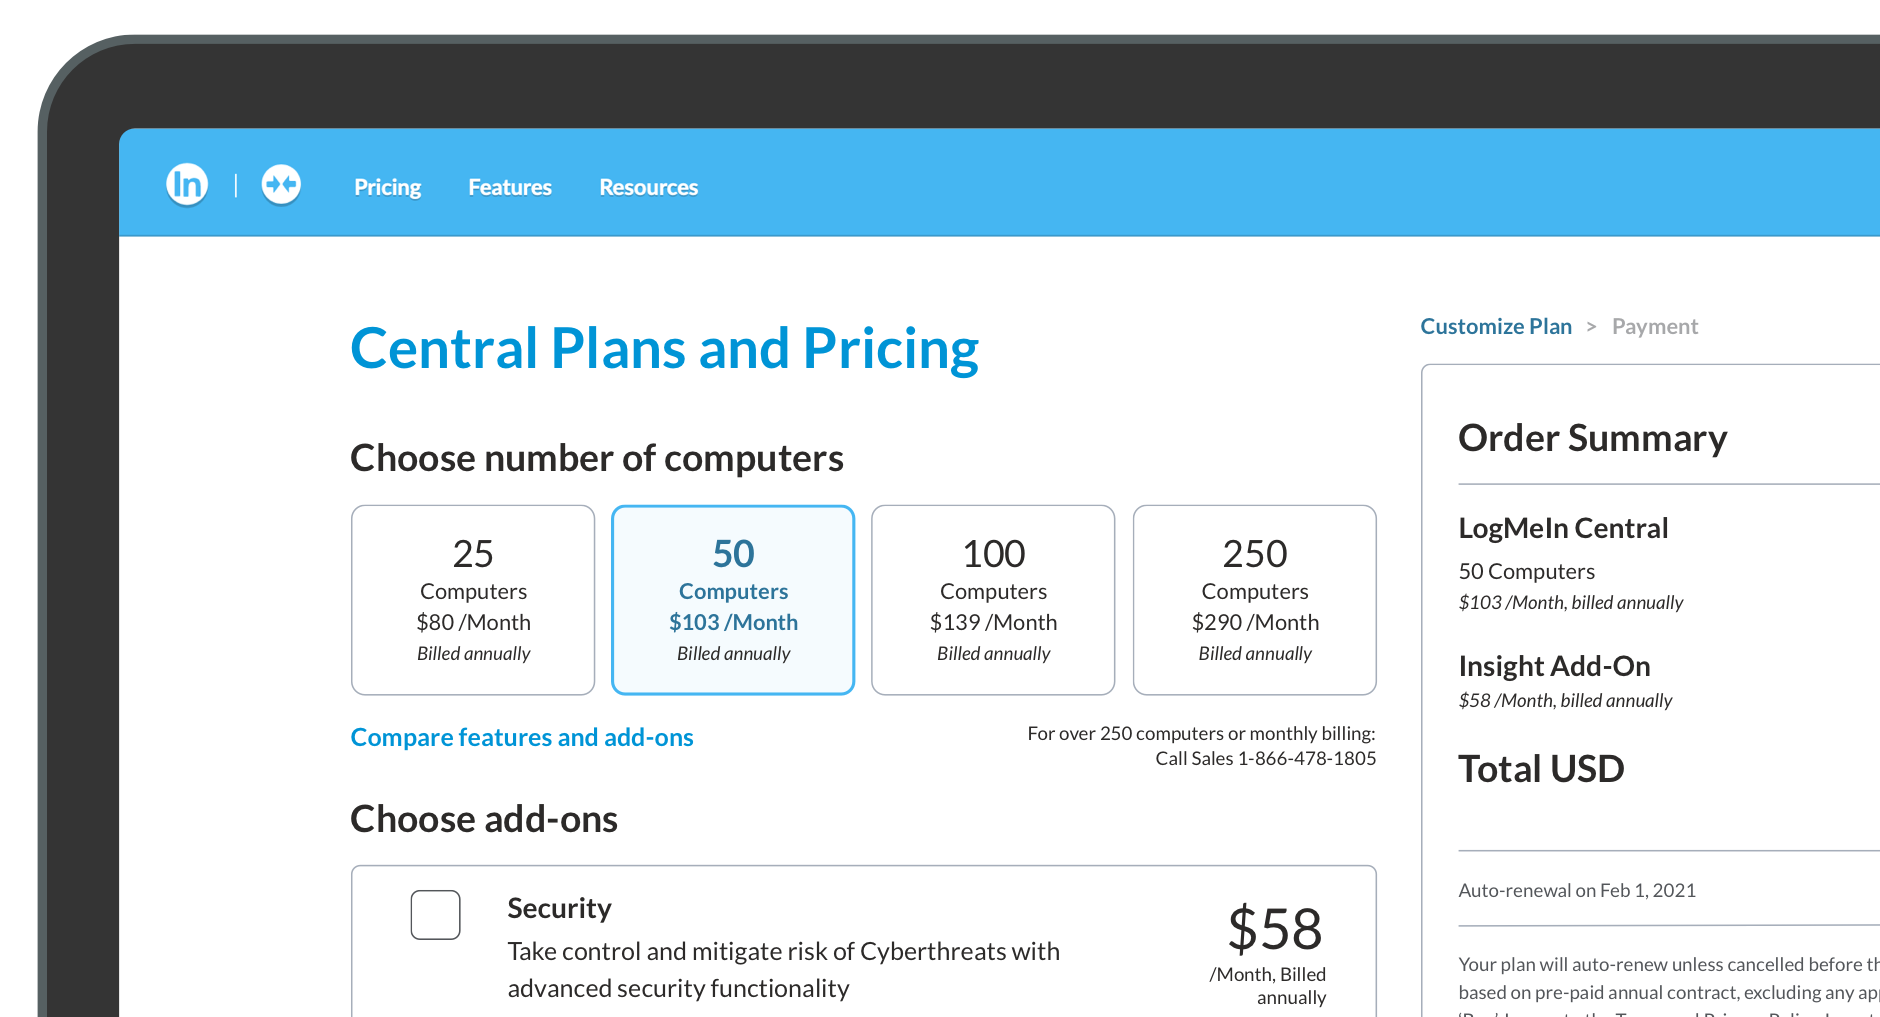 In
Pricing Features Resources
Central Plans and Pricing
Choose number of computers
25
Computers
$80 /Month
Billed annually
50
Computers
$103 /Month
Billed annually
100
Computers
$139 /Month
Billed annually
250
Computers
$290 /Month
Billed annually
Compare features and add-ons
For over 250 computers or monthly billing:
Call Sales 1-866-478-1805
Choose add-ons
Security
Take control and mitigate risk of Cyberthreats with
advanced security functionality
$58
/Month, Billed
annually
Customize Plan > Payment
Order Summary
LogMeIn Central
50 Computers
$103 /Month, billed annually
Insight Add-On
$58 /Month, billed annually
Total USD
Auto-renewal on Feb 1, 2021
Your plan will auto-renew unless cancelled before
based on pre-paid annual contract, excluding any